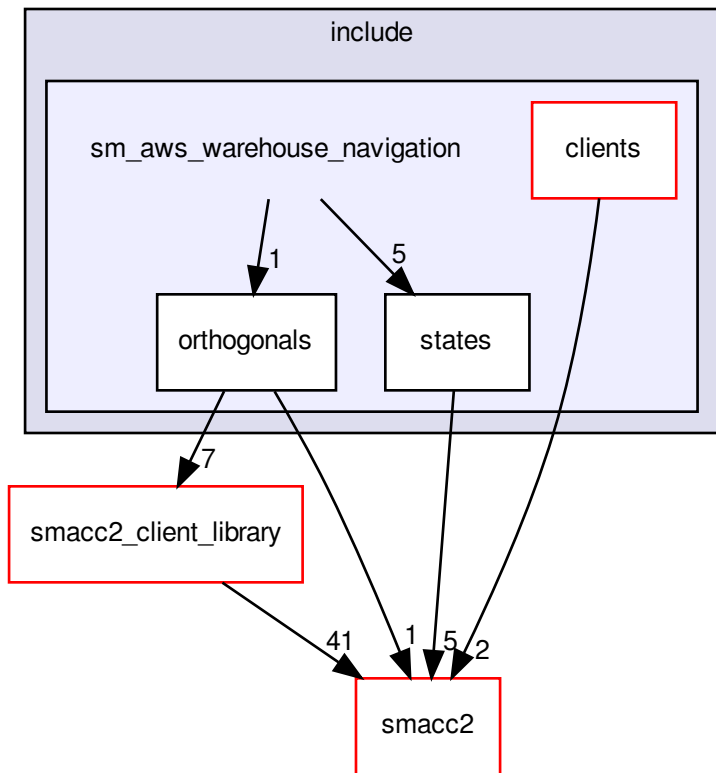 include
sm_aws_warehouse_navigation
clients
1
5
orthogonals
states
7
smacc2_client_library
41
1
5
2
smacc2